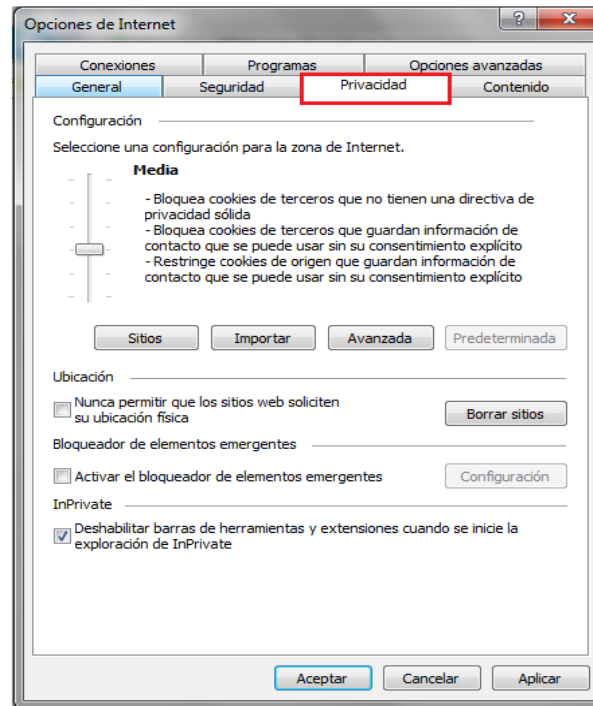 Opciones de Internet
Conexiones Programas Opciones avanzadas
General Seguridad Privacidad Contenido
Configuración
Seleccione una configuración para la zona de Internet.
Media
- Bloquea cookies de terceros que no tienen una directiva de
privacidad sólida
- Bloquea cookies de terceros que guardan información de
contacto que se puede usar sin su consentimiento explícito
- Restringe cookies de origen que guardan información de
contacto que se puede usar sin su consentimiento explícito
Sitios Importar Avanzada Predeterminada
Ubicación
Nunca permitir que los sitios web soliciten
su ubicación física
Borrar sitios
Bloqueador de elementos emergentes
Activar el bloqueador de elementos emergentes Configuración
InPrivate
Deshabilitar barras de herramientas y extensiones cuando se inicie la
exploración de InPrivate
Aceptar Cancelar Aplicar